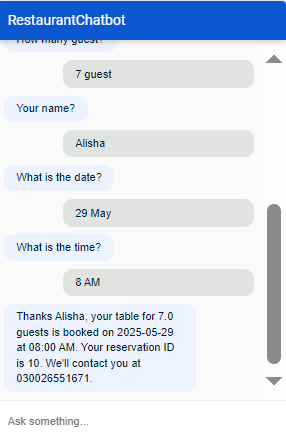 RestaurantChatbot
How many guest?
7 guest
Your name?
Alisha
What is the date?
29 May
What is the time?
8 AM
Thanks Alisha, your table for 7.0
guests is booked on 2025-05-29
at 08:00 AM. Your reservation ID
is 10. We'll contact you at
030026551671.
Ask something...